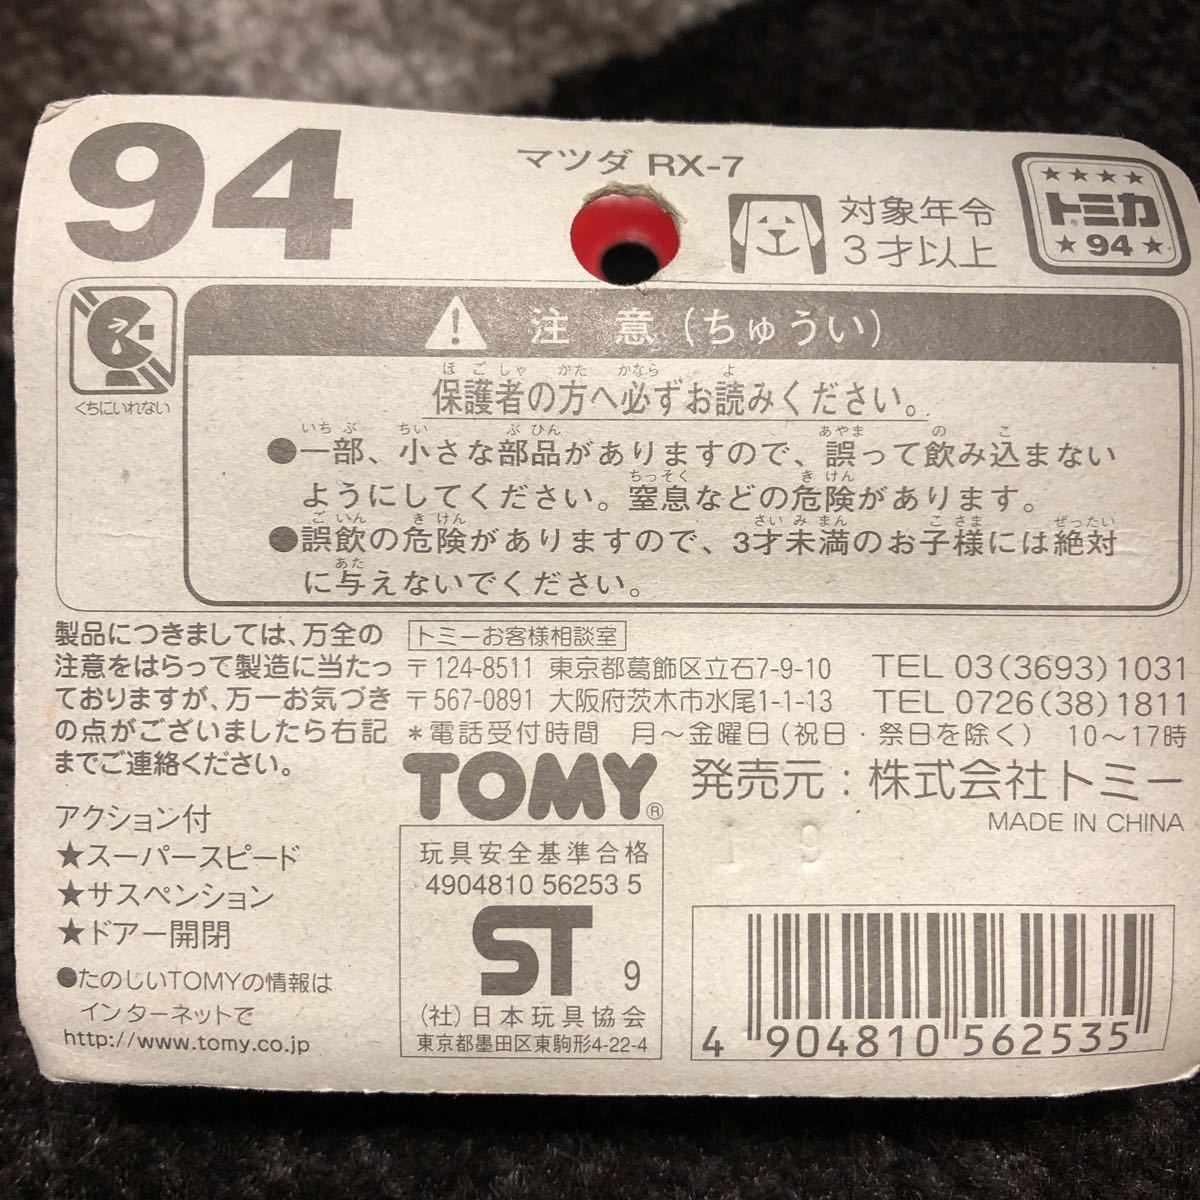 94
マツダ RX-7
対象年令
3才以上
トミカ®
94
くちにいれない
注 意 (ちゅうい)
ほごしゃ かた かなら よ
保護者の方へ必ずお読みください。
いちぶ ちい ぶひん あやま の こ
●一部、小さな部品がありますので、誤って飲み込まない
ちっそく きけん
ようにしてください。窒息などの危険があります。
ごいん きけん さいみまん こさま ぜったい
●誤飲の危険がありますので、3才未満のお子様には絶対
あた
に与えないでください。
製品につきましては、万全の
注意をはらって製造に当たっ
ておりますが、万一お気づき
の点がございましたら右記
までご連絡ください。
トミーお客様相談室
〒124-8511 東京都葛飾区立石7-9-10 TEL 03(3693)1031
〒567-0891 大阪府茨木市水尾1-1-13 TEL 0726(38)1811
*電話受付時間 月～金曜日(祝日・祭日を除く) 10～17時
TOMY®
発売元:株式会社トミー
MADE IN CHINA
アクション付
★スーパースピード
★サスペンション
★ドアー開閉
●たのしいTOMYの情報は
インターネットで
http://www.tomy.co.jp
玩具安全基準合格
4904810 56253 5
ST 9
(社)日本玩具協会
東京都墨田区東駒形4-22-4
4 904810 562535